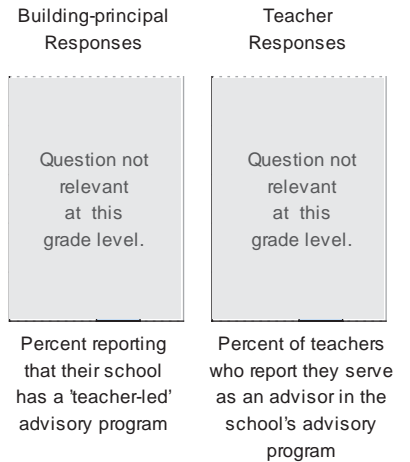 Building-principal
Responses
Teacher
Responses
Question not
relevant
at this
grade level.
Question not
relevant
at this
grade level.
Percent reporting
that their school
has a 'teacher-led’
advisory program
Percent of teachers
who report they serve
as an advisor in the
school's advisory
program